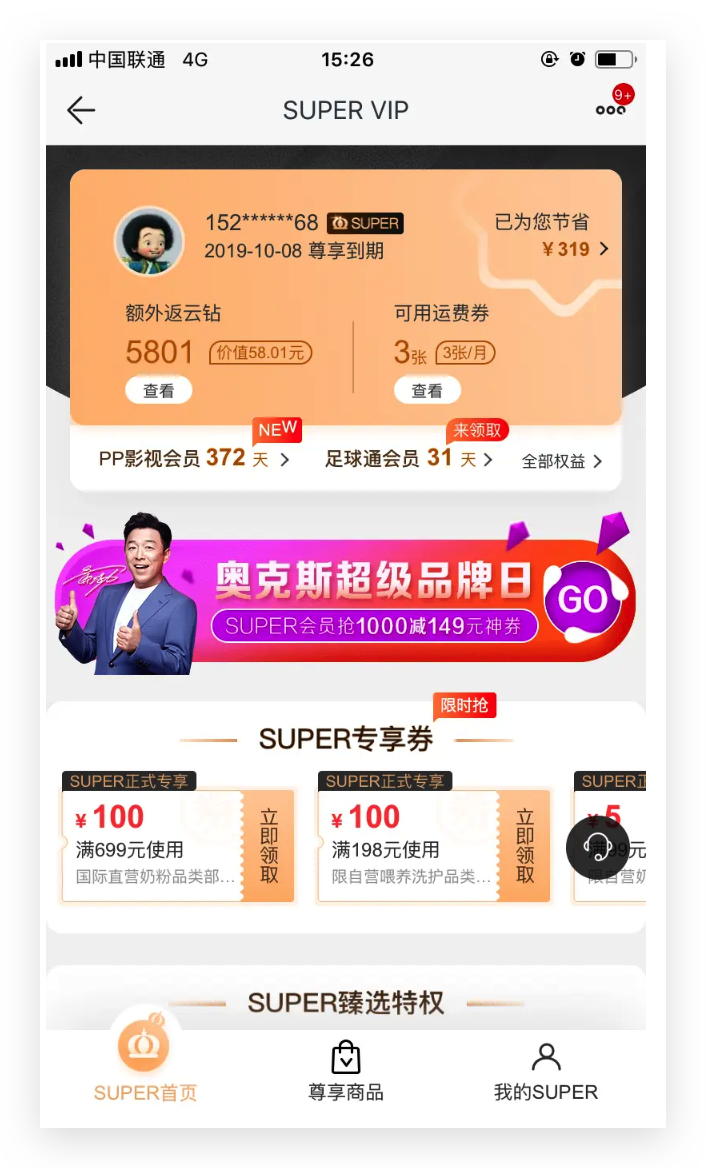 中国联通 4G 15:26
SUPER VIP
9+
152******68 SUPER
已为您节省
2019-10-08 尊享到期
¥319
额外返云钻
可用运费券
5801 价值58.01元
3张 3张/月
查看
查看
NEW
来领取
PP影视会员 372 天
足球通会员 31 天
全部权益
奥克斯超级品牌日
GO
SUPER会员抢1000减149元神券
限时抢
SUPER专享券
SUPER正式专享
¥100
满699元使用
国际直营奶粉品类部...
立即领取
SUPER正式专享
¥100
满198元使用
限自营喂养洗护品类...
立即领取
SUPER正
¥5
满99元
限自营奶
SUPER臻选特权
SUPER首页
尊享商品
我的SUPER